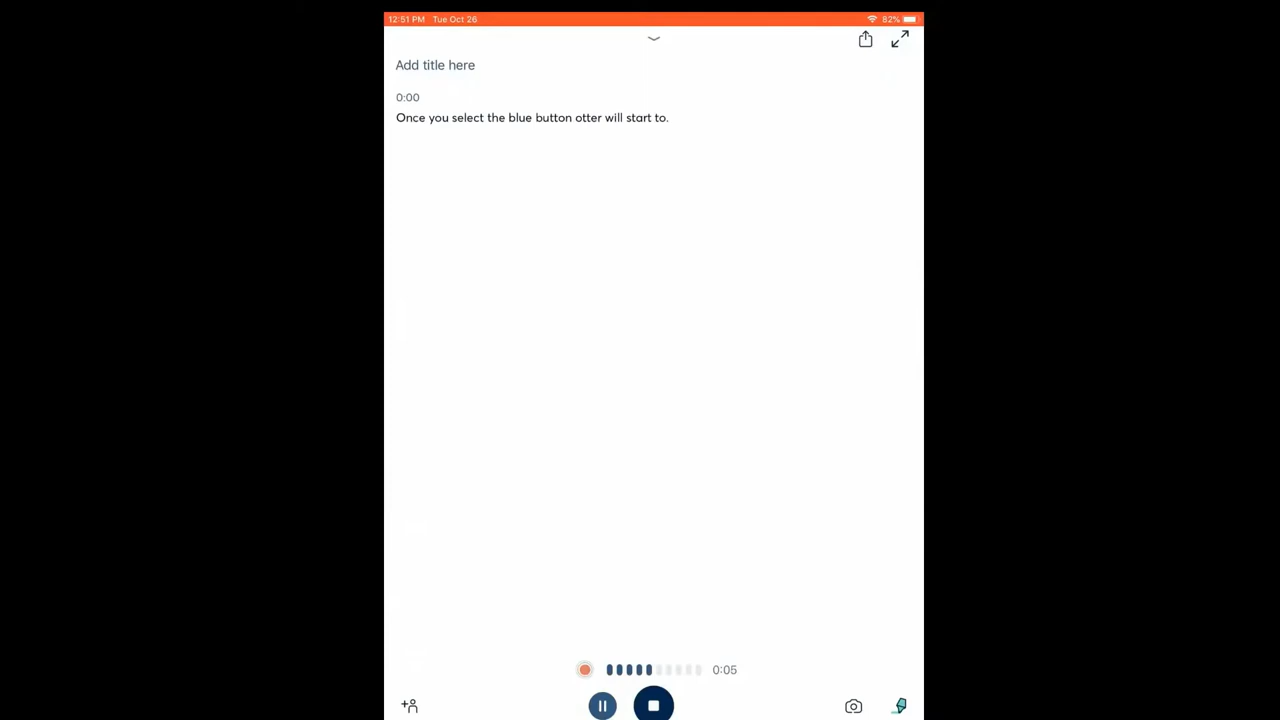 12:51 PM Tue Oct 26 82%
Add title here
0:00
Once you select the blue button otter will start to.
0:05